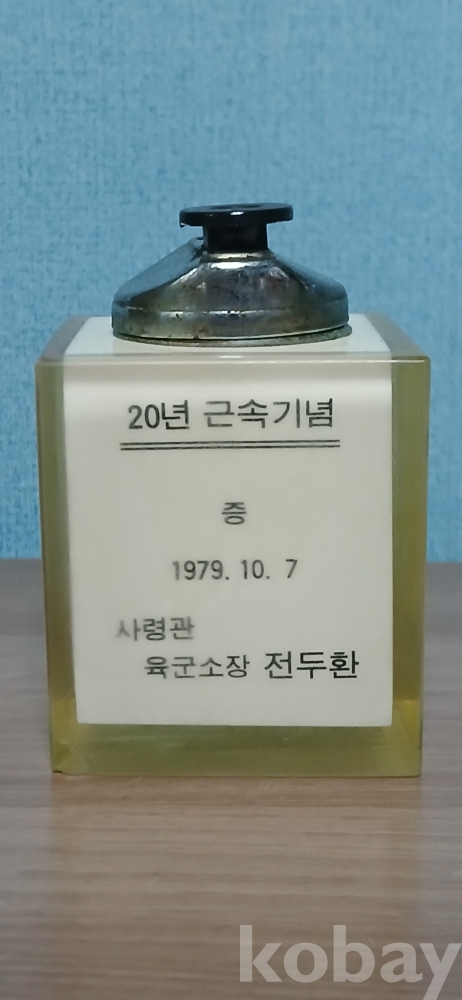 20년 근속기념
증
1979. 10. 7
사령관
육군소장 전두환
kobay